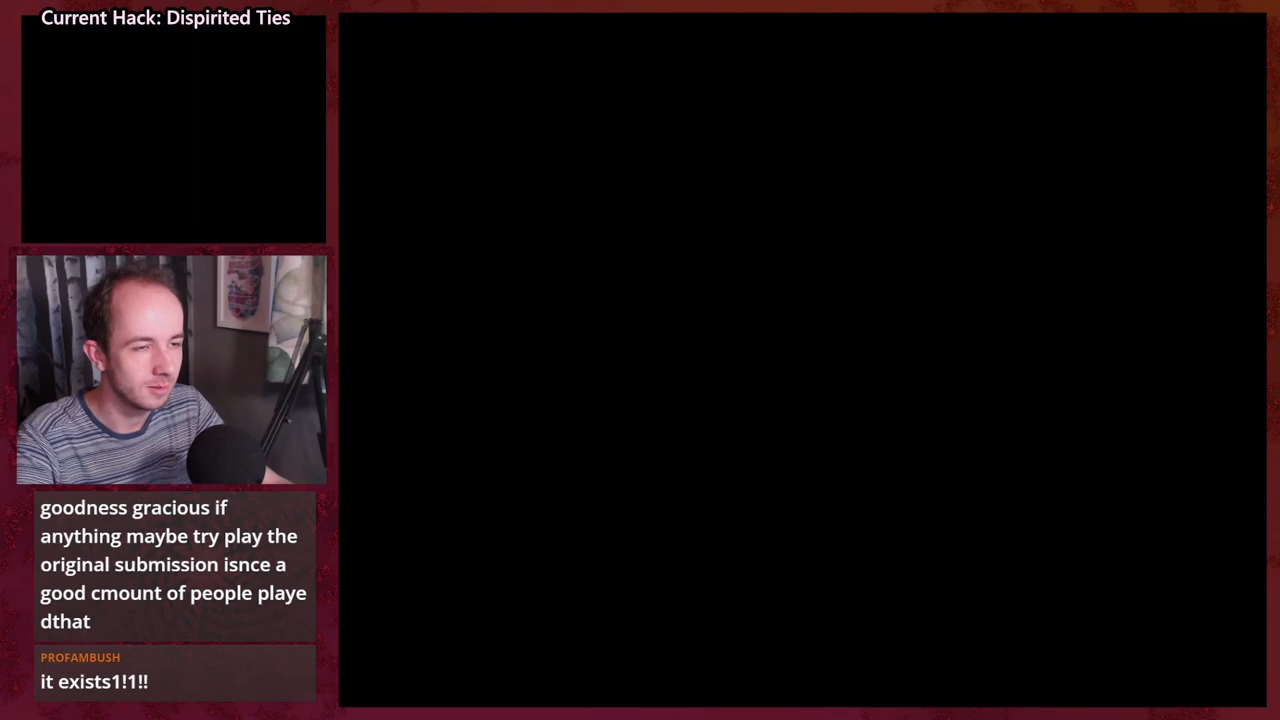 Current Hack: Dispirited Ties
goodness gracious if
anything maybe try play the
original submission isnce a
good cmount of people playe
dthat
PROFAMBUSH
it exists1!1!!